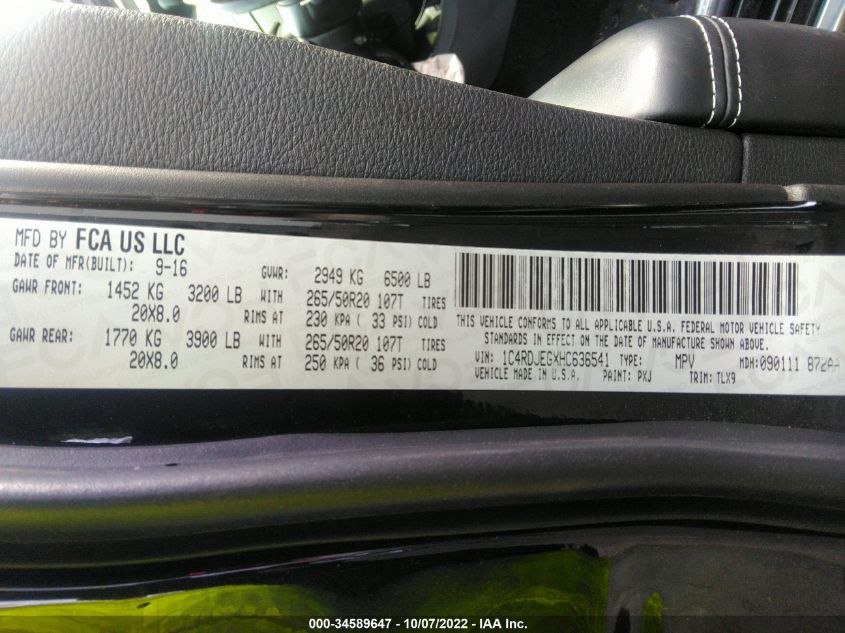 MFD BY FCA US LLC
DATE OF MFR(BUILT): 9-16 GVWR: 2949 KG 6500 LB
GAWR FRONT: 1452 KG 3200 LB WITH 265/50R20 107T TIRES
20X8.0 RIMS AT 230 KPA ( 33 PSI) COLD
GAWR REAR: 1770 KG 3900 LB WITH 265/50R20 107T TIRES
20X8.0 RIMS AT 250 KPA ( 36 PSI) COLD
THIS VEHICLE CONFORMS TO ALL APPLICABLE U.S.A. FEDERAL MOTOR VEHICLE SAFETY
STANDARDS IN EFFECT ON THE DATE OF MANUFACTURE SHOWN ABOVE.
VIN: 1C4RDJEGXHC636541 TYPE: MPV MDH:090111 872AA
VEHICLE MADE IN U.S.A. PAINT: PXJ TRIM: TLX9
000-34589647 - 10/07/2022 - IAA Inc.